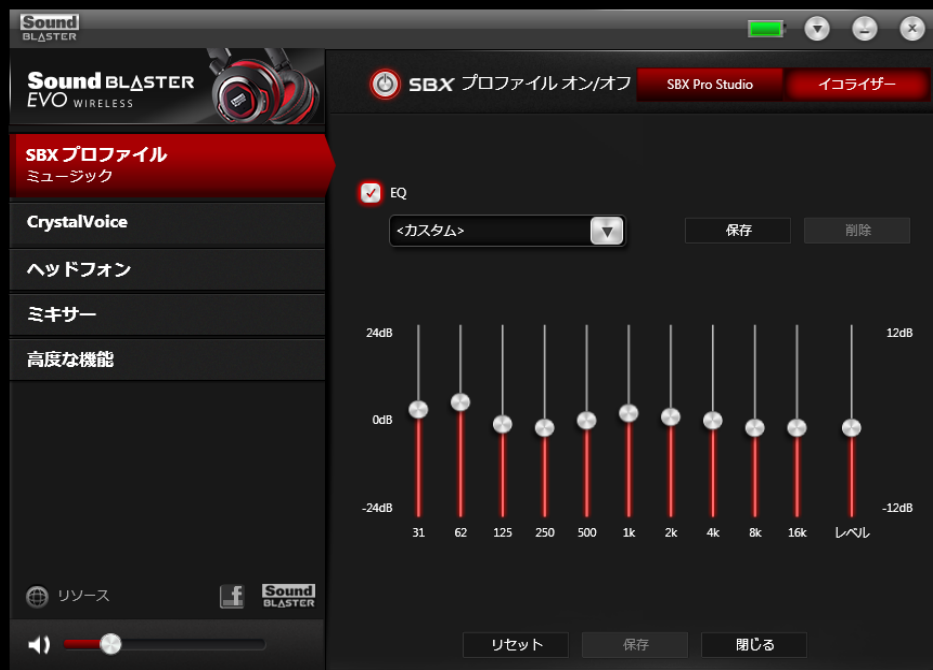 Sound
BLASTER
Sound BLASTER
EVO WIRELESS
SBX プロファイル オン/オフ
SBX Pro Studio
イコライザー
SBX プロファイル
ミュージック
CrystalVoice
ヘッドフォン
ミキサー
高度な機能
EQ
<カスタム>
保存
削除
24dB
12dB
0dB
-24dB
-12dB
31 62 125 250 500 1k 2k 4k 8k 16k レベル
リソース
f
Sound
BLASTER
リセット
保存
閉じる